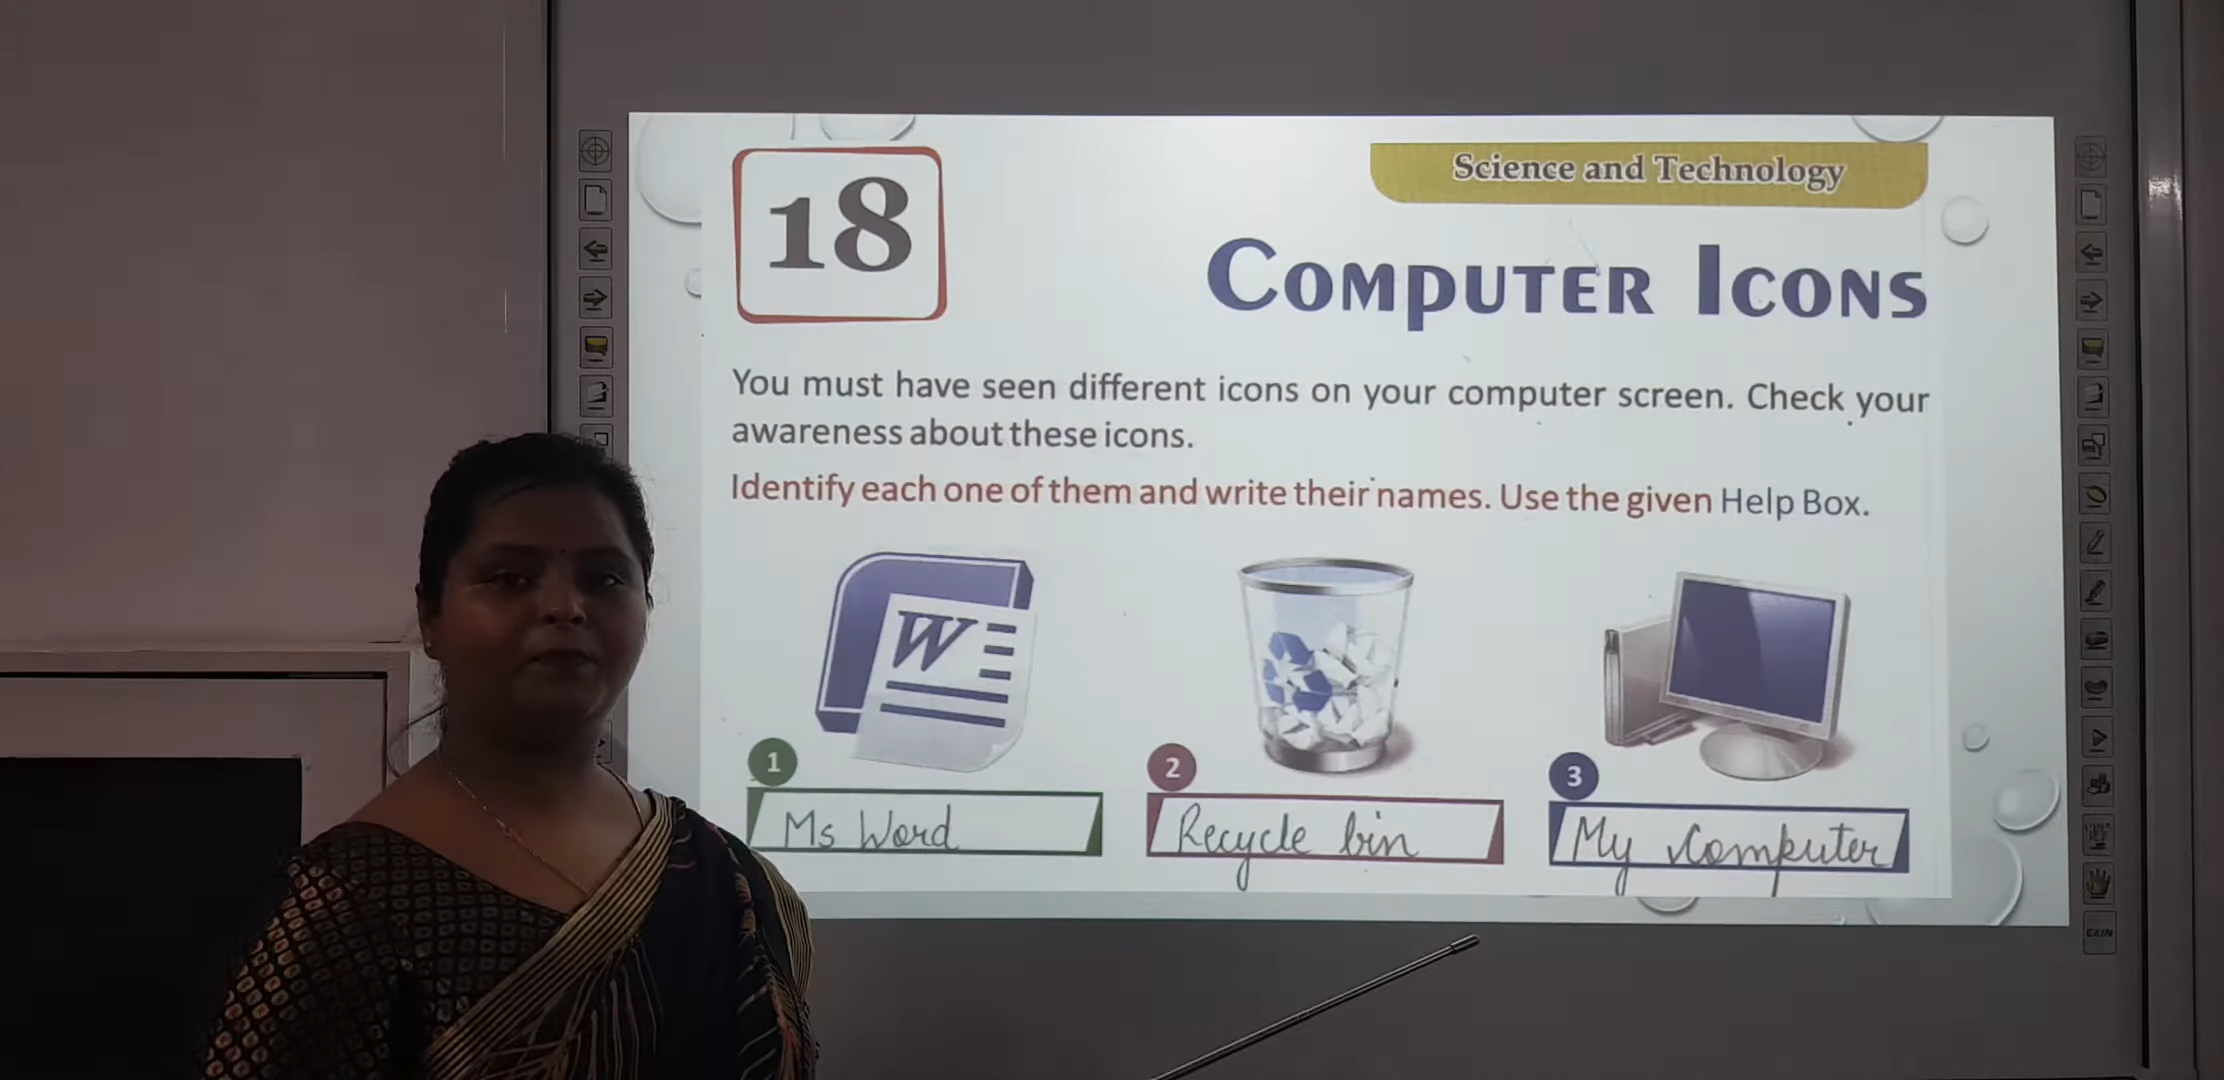 18
Science and Technology
COMPUTER ICONS
You must have seen different icons on your computer screen. Check your
awareness about these icons.
Identify each one of them and write their names. Use the given Help Box.
W
1
2
3
Ms Word
Recycle bin
My Computer
EXIN